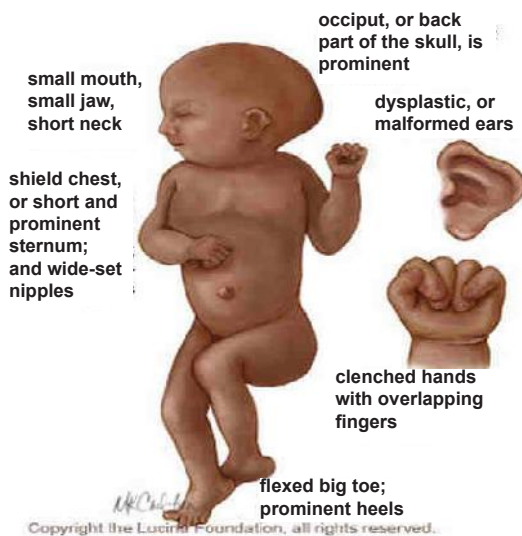 occiput, or back
part of the skull, is
prominent
small mouth,
small jaw,
short neck
dysplastic, or
malformed ears
shield chest,
or short and
prominent
sternum;
and wide-set
nipples
clenched hands
with overlapping
fingers
flexed big toe;
prominent heels
Copyright the Lucina Foundation, all rights reserved.